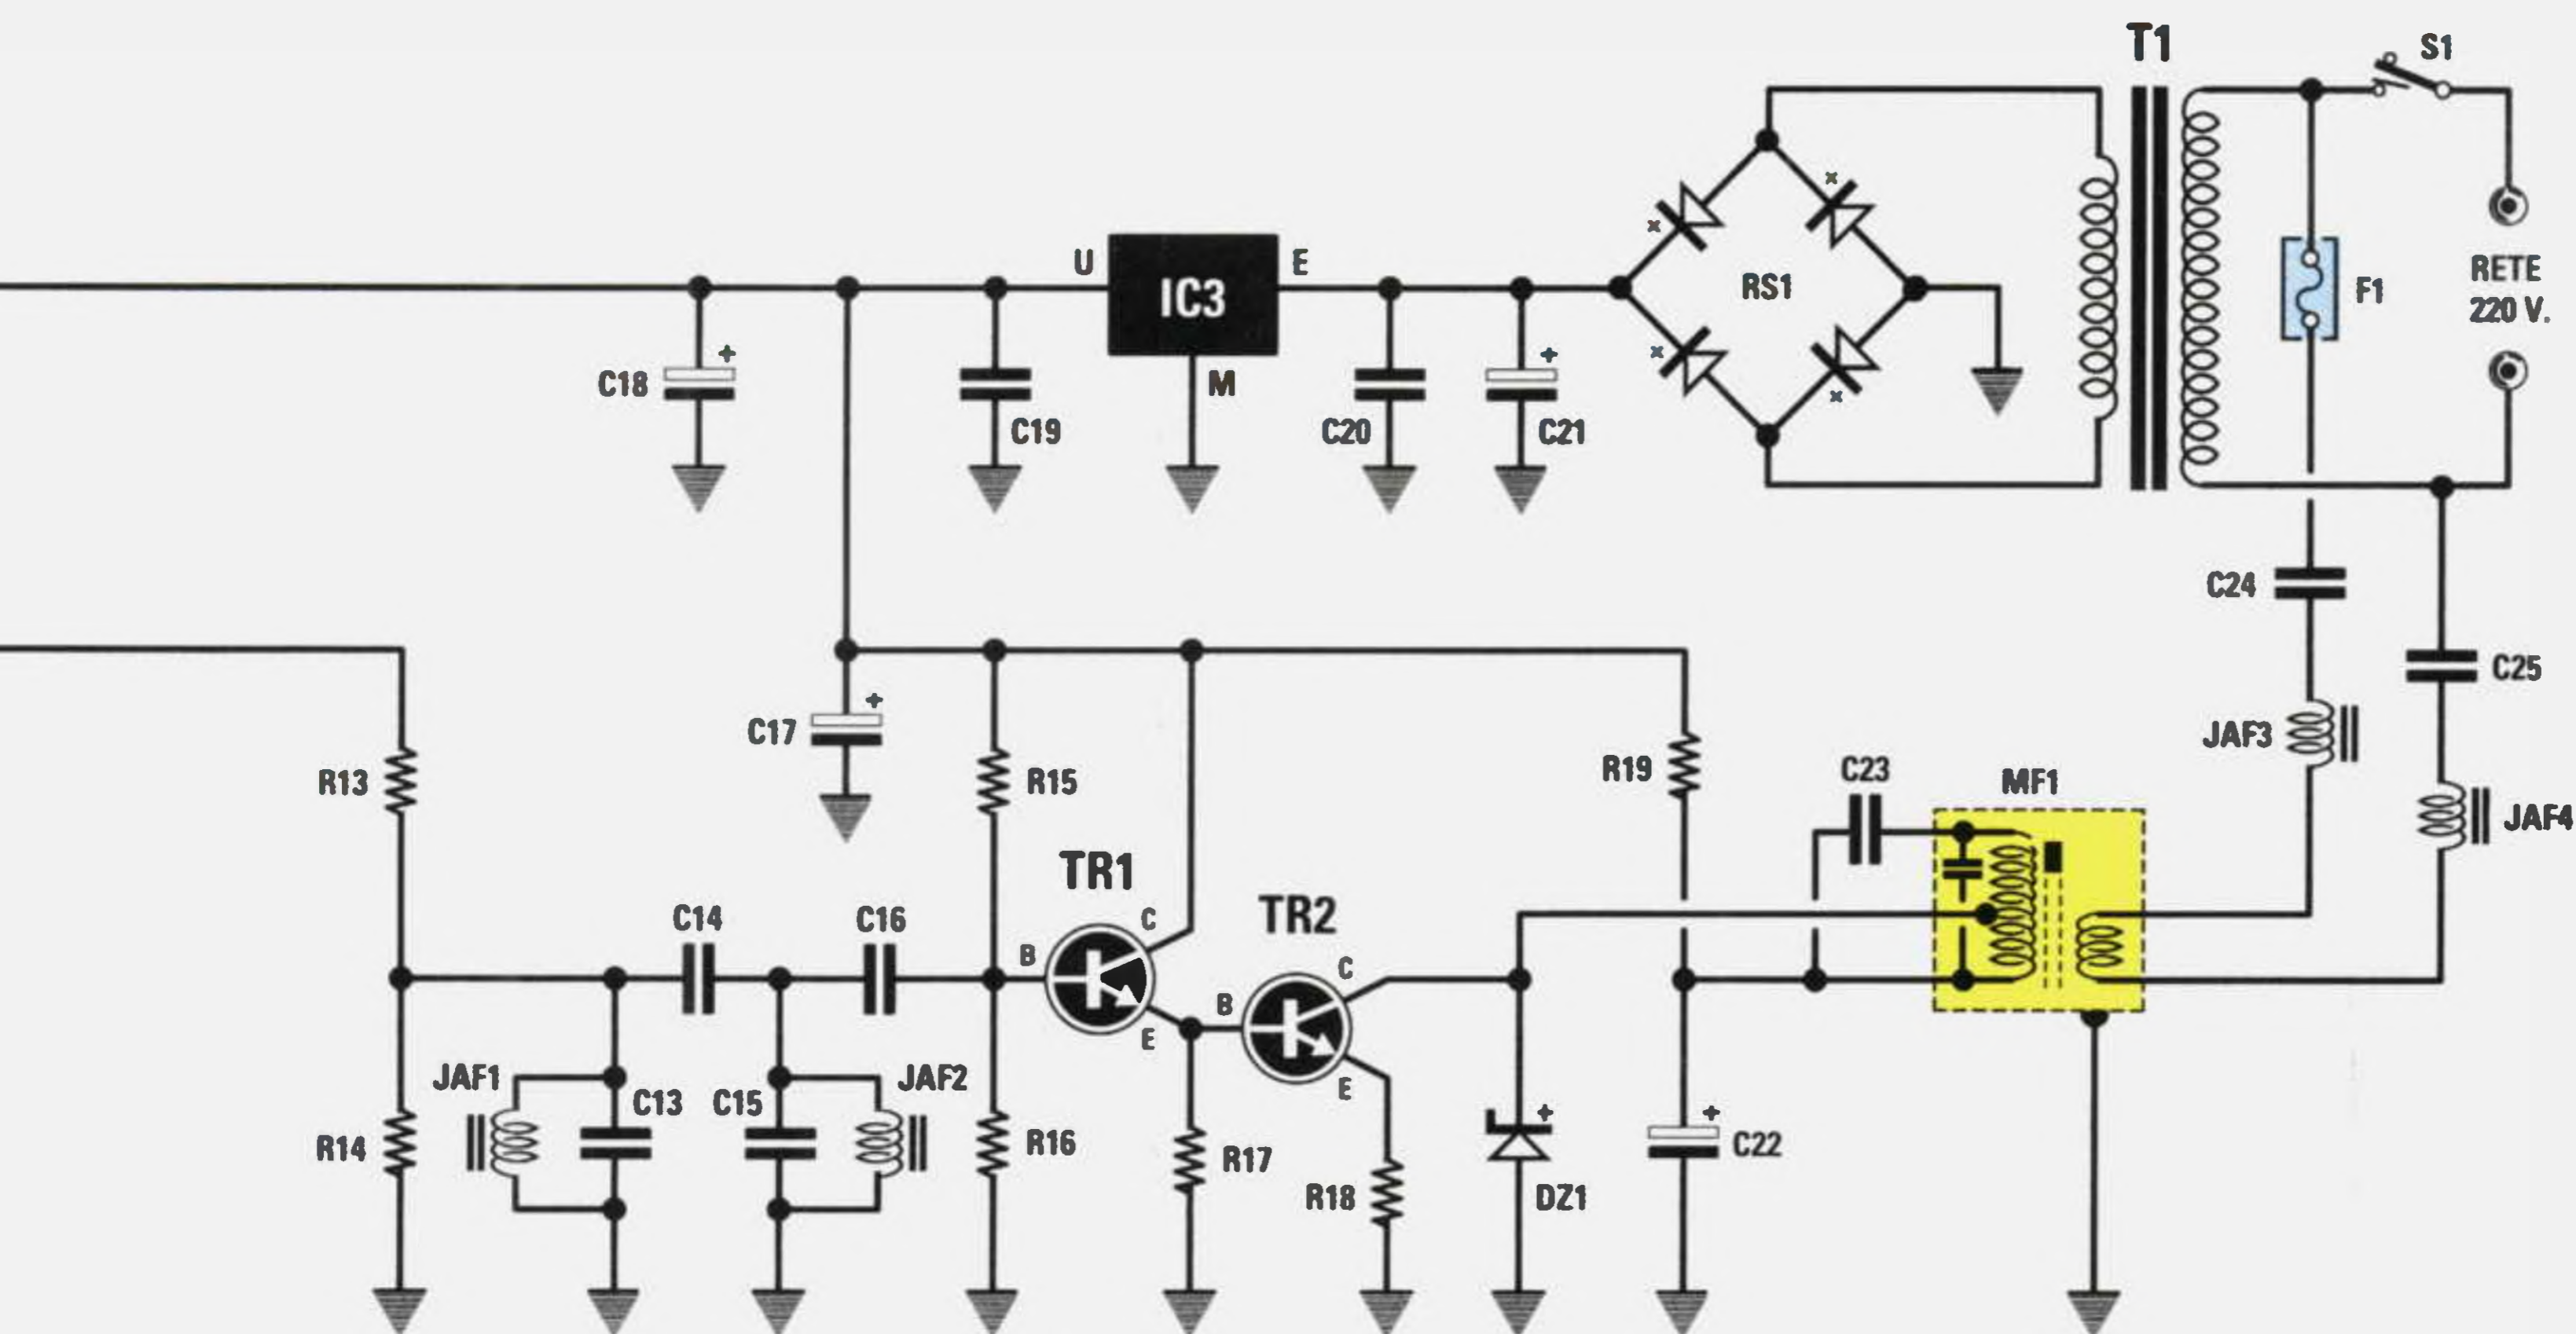 T1
S1
U
IC3
E
M
RS1
F1
RETE
220 V.
+
C18
C19
C20
+
C21
C24
C25
+
C17
R13
R15
R19
C23
MF1
JAF3
JAF4
TR1
C
B
E
TR2
C
B
E
C14
C16
JAF1
C13
C15
JAF2
R14
R16
R17
R18
+
DZ1
+
C22